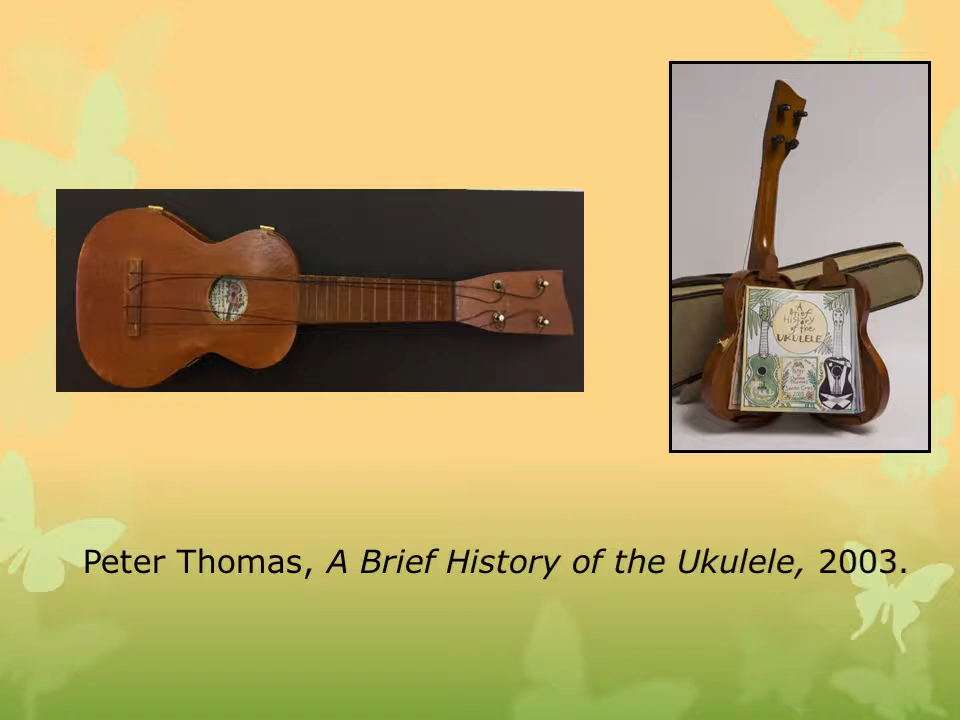 A
Brief
History
of the
UKULELE
Peter Thomas, A Brief History of the Ukulele, 2003.